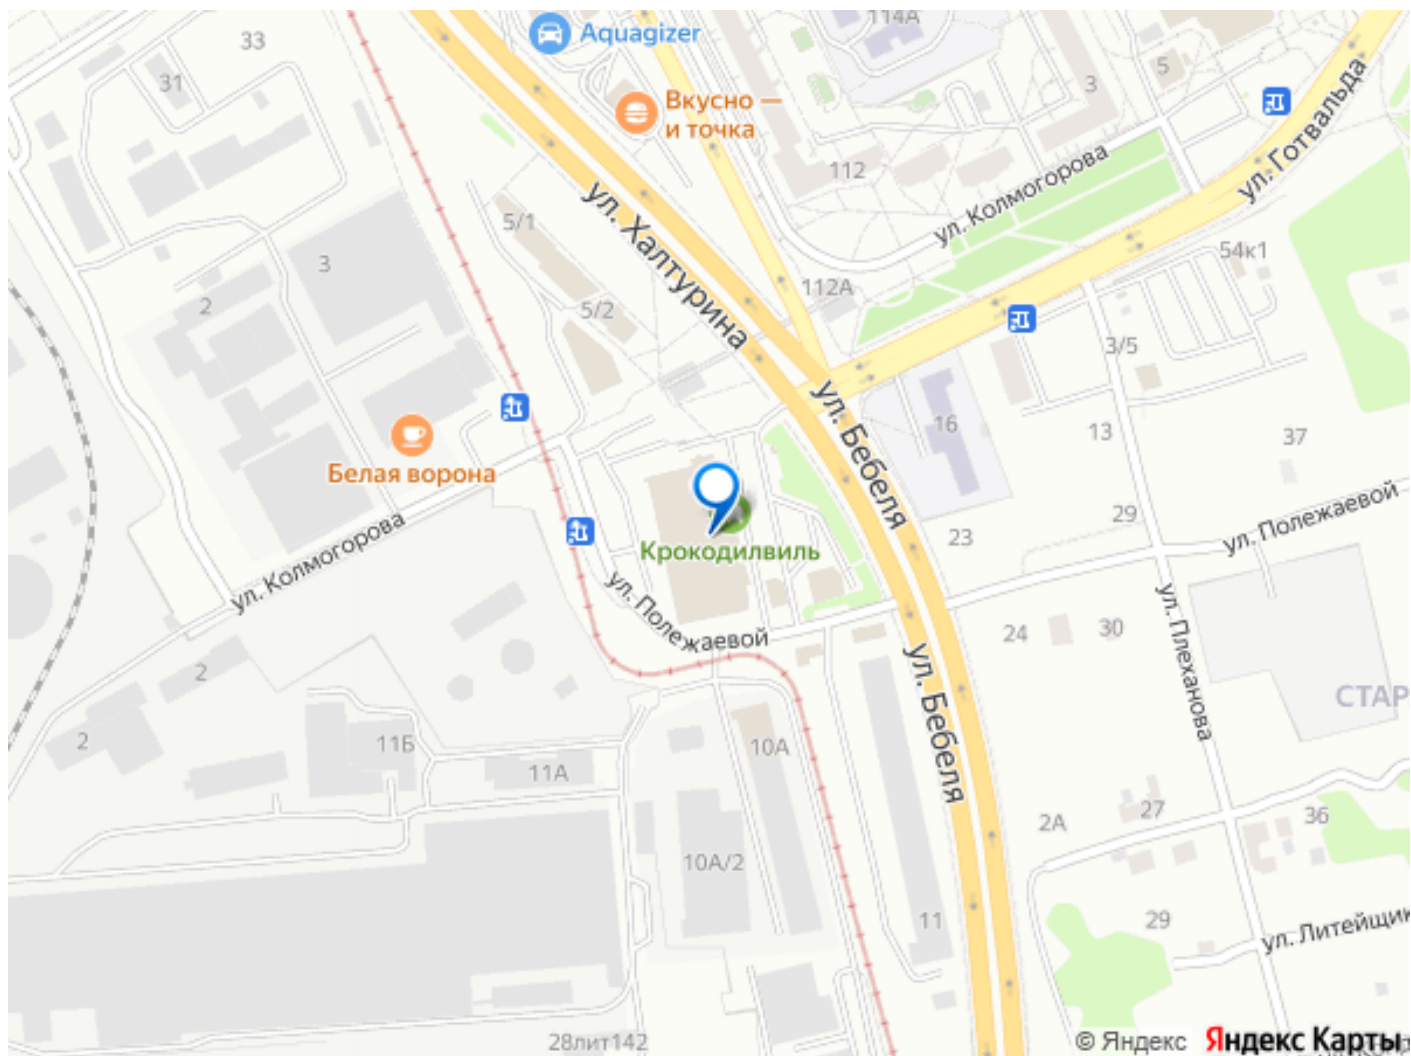 33
31
Aquagizer
Вкусно —
и точка
114А
5
3
ул. Готвальда
112
ул. Колмогорова
ул. Халтурина
5/1
3
2
5/2
112А
54к1
3/5
ул. Бебеля
16
13
37
Белая ворона
29
ул. Полежаевой
23
ул. Колмогорова
Крокодилвиль
ул. Полежаевой
24
30
ул. Плеханова
2
2
ул. Бебеля
СТАР
11Б
11А
10А
2А
27
36
10А/2
11
29
ул. Литейщик
28лит142
© Яндекс
Яндекс Карты